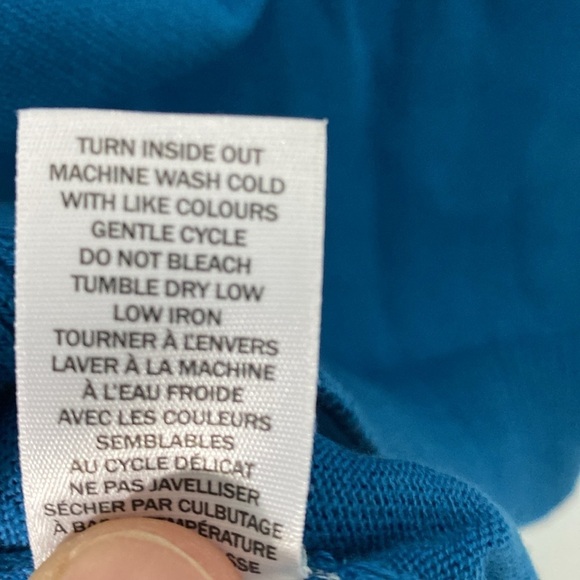 TURN INSIDE OUT
MACHINE WASH COLD
WITH LIKE COLOURS
GENTLE CYCLE
DO NOT BLEACH
TUMBLE DRY LOW
LOW IRON
TOURNER À L'ENVERS
LAVER À LA MACHINE
À L'EAU FROIDE
AVEC LES COULEURS
SEMBLABLES
AU CYCLE DÉLICAT
NE PAS JAVELLISER
SÉCHER PAR CULBUTAGE
À